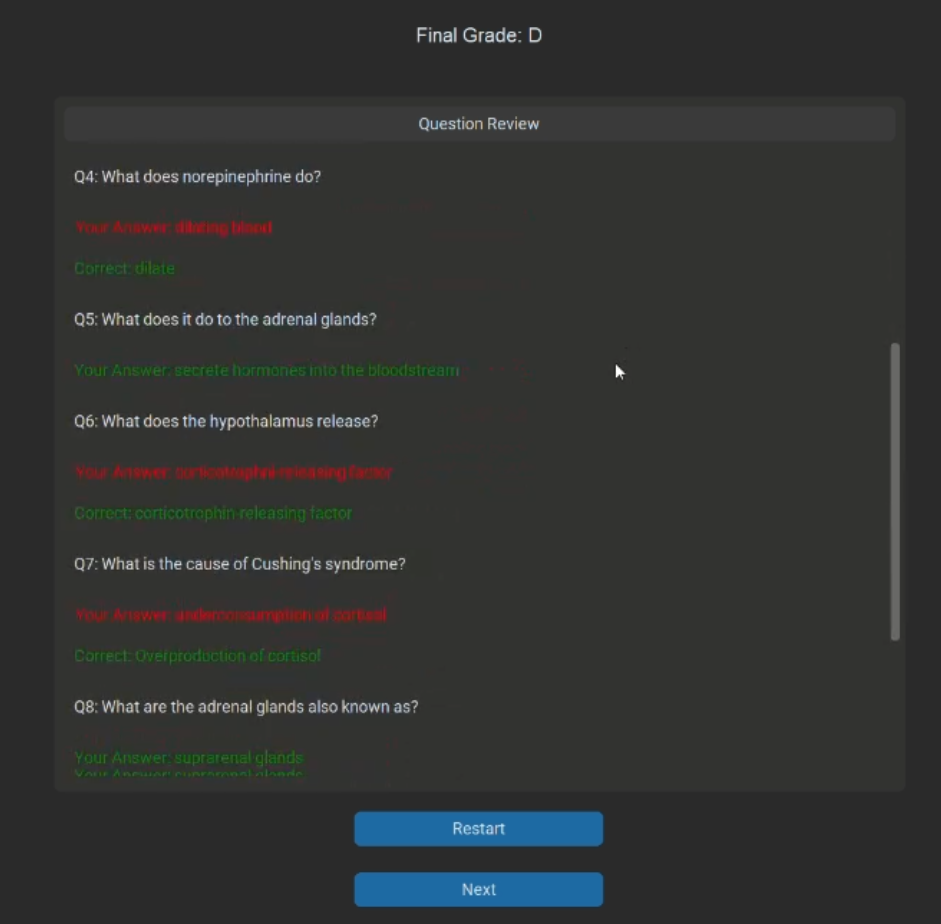 Final Grade: D
Question Review
Q4: What does norepinephrine do?
Your Answer: dilating blood
Correct: dilate
Q5: What does it do to the adrenal glands?
Your Answer: secrete hormones into the bloodstream
Q6: What does the hypothalamus release?
Your Answer: releasing factor
Correct: corticotrophin-releasing factor
Q7: What is the cause of Cushing's syndrome?
Your Answer: underconsumption of cortisol
Correct: Overproduction of cortisol
Q8: What are the adrenal glands also known as?
Your Answer: suprarenal glands
Your Answer: suprarenal glands
Restart
Next